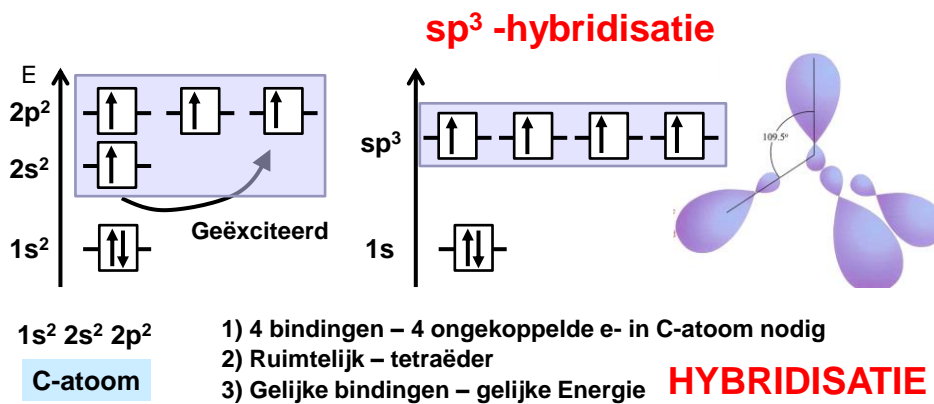 sp³ -hybridisatie
E
2p²
2s²
Geëxciteerd
1s²
sp³
1s
109.5º
1s² 2s² 2p²
C-atoom
1) 4 bindingen – 4 ongekoppelde e- in C-atoom nodig
2) Ruimtelijk – tetraëder
3) Gelijke bindingen – gelijke Energie
HYBRIDISATIE